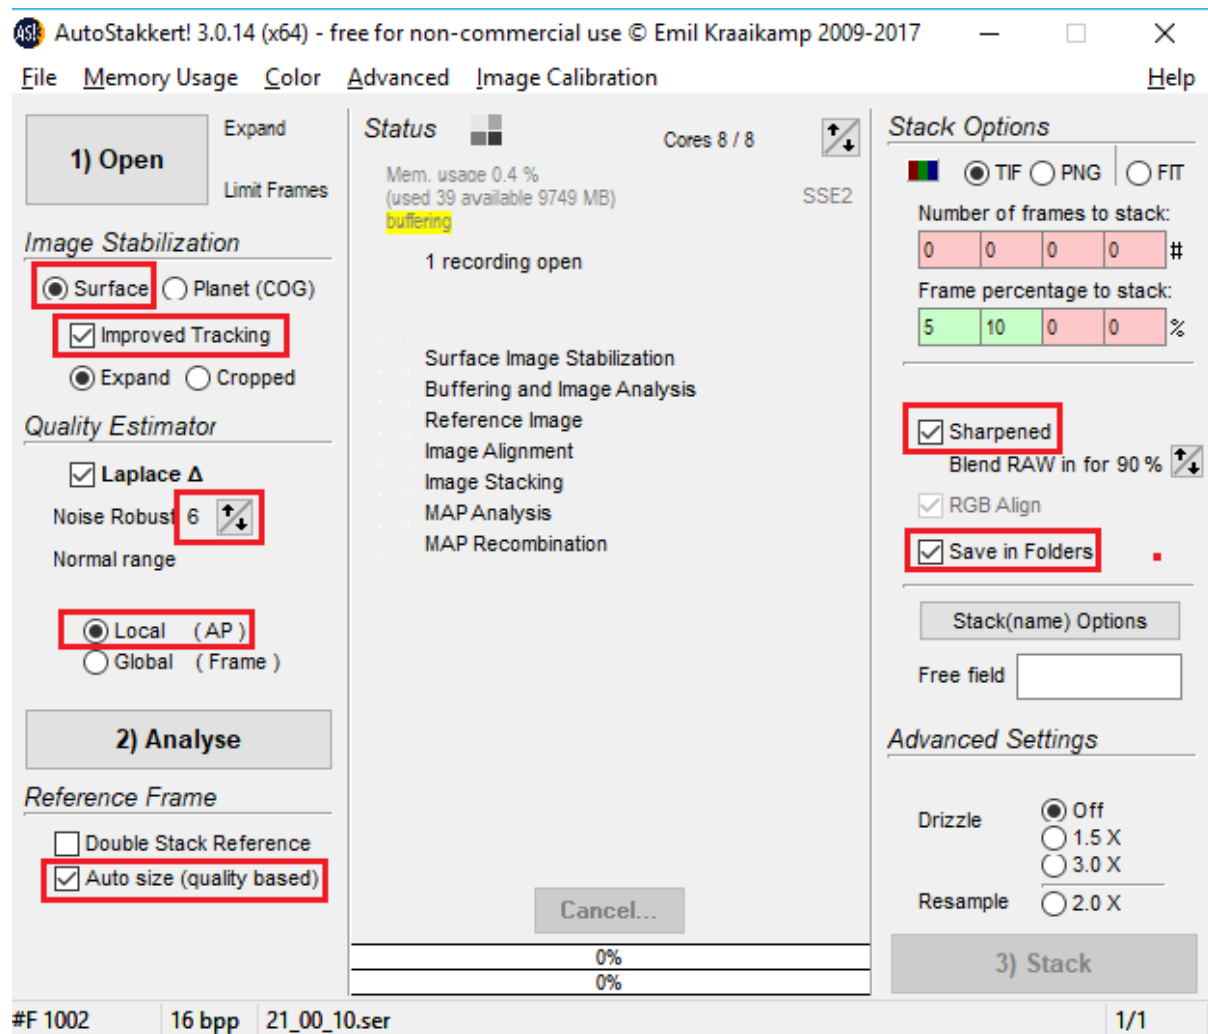 AutoStakkert! 3.0.14 (x64) - free for non-commercial use © Emil Kraaikamp 2009-2017
File Memory Usage Color Advanced Image Calibration Help
1) Open
Expand
Limit Frames
Image Stabilization
Surface Planet (COG)
Improved Tracking
Expand Cropped
Quality Estimator
Laplace Δ
Noise Robust 6
Normal range
Local (AP)
Global (Frame)
2) Analyse
Reference Frame
Double Stack Reference
Auto size (quality based)
Status
Cores 8 / 8
Mem. usage 0.4 %
(used 39 available 9749 MB)
SSE2
buffering
1 recording open
Surface Image Stabilization
Buffering and Image Analysis
Reference Image
Image Alignment
Image Stacking
MAP Analysis
MAP Recombination
Cancel...
0%
0%
Stack Options
TIF PNG FIT
Number of frames to stack:
0 0 0 0 #
Frame percentage to stack:
5 10 0 0 %
Sharpened
Blend RAW in for 90 %
RGB Align
Save in Folders
Stack(name) Options
Free field
Advanced Settings
Drizzle
Off
1.5 X
3.0 X
Resample 2.0 X
3) Stack
#F 1002 16 bpp 21_00_10.ser 1/1